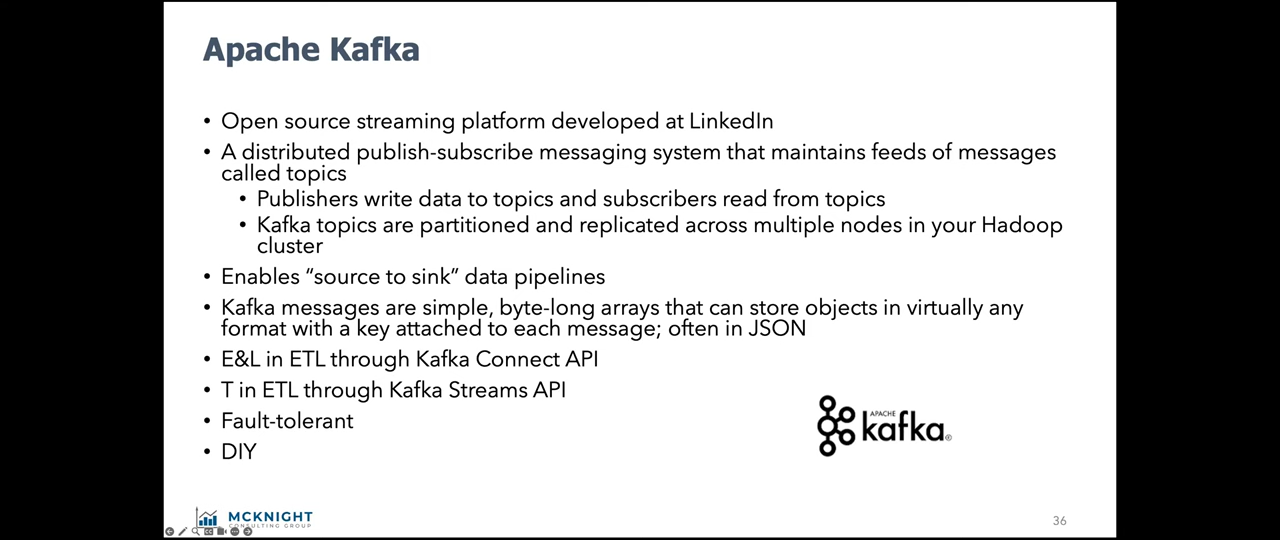 Apache Kafka
• Open source streaming platform developed at LinkedIn
• A distributed publish-subscribe messaging system that maintains feeds of messages
called topics
• Publishers write data to topics and subscribers read from topics
• Kafka topics are partitioned and replicated across multiple nodes in your Hadoop
cluster
• Enables “source to sink” data pipelines
• Kafka messages are simple, byte-long arrays that can store objects in virtually any
format with a key attached to each message; often in JSON
• E&L in ETL through Kafka Connect API
• T in ETL through Kafka Streams API
• Fault-tolerant
• DIY
APACHE
kafka®
MCKNIGHT
CONSULTING GROUP
36